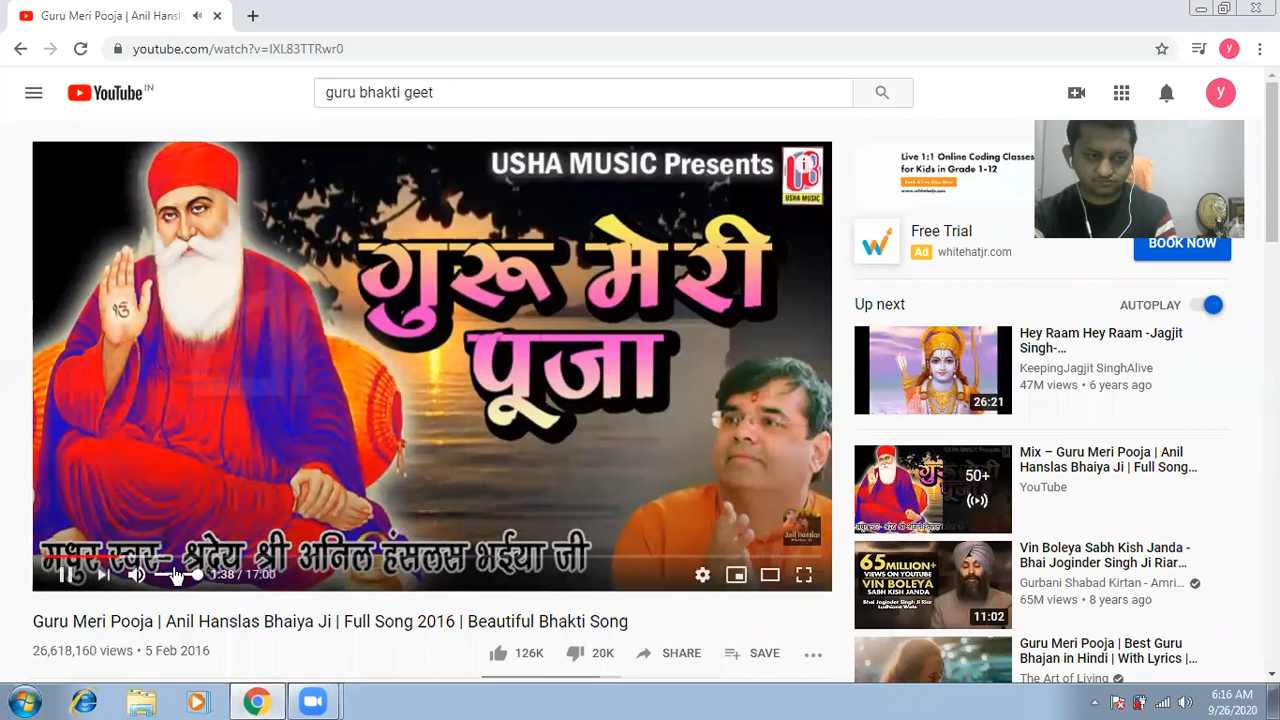 Guru Meri Pooja | Anil Hansl
youtube.com/watch?v=IXL83TTRwr0
y
YouTube IN
guru bhakti geet
y
USHA MUSIC Presents
USHA MUSIC
गुरू मेरी
पूजा
मधुर स्वर- श्रदेय श्री अनिल हंसलस भईया जी
1:38 / 17:00
Guru Meri Pooja | Anil Hanslas Bhaiya Ji | Full Song 2016 | Beautiful Bhakti Song
26,618,160 views • 5 Feb 2016
126K
20K
SHARE
SAVE
Live 1:1 Online Coding Classes
for Kids in Grade 1-12
Free Trial
Ad whitehatjr.com
BOOK NOW
Up next
AUTOPLAY
Hey Raam Hey Raam -Jagjit
Singh-...
KeepingJagjit SinghAlive
47M views • 6 years ago
26:21
50+
Mix – Guru Meri Pooja | Anil
Hanslas Bhaiya Ji | Full Song...
YouTube
65 MILLION+
VIEWS ON YOUTUBE
VIN BOLEYA
SABH KISH JANDA
11:02
Vin Boleya Sabh Kish Janda -
Bhai Joginder Singh Ji Riar...
Gurbani Shabad Kirtan - Amri...
65M views • 8 years ago
Guru Meri Pooja | Best Guru
Bhajan in Hindi | With Lyrics |...
The Art of Living
6:16 AM
9/26/2020